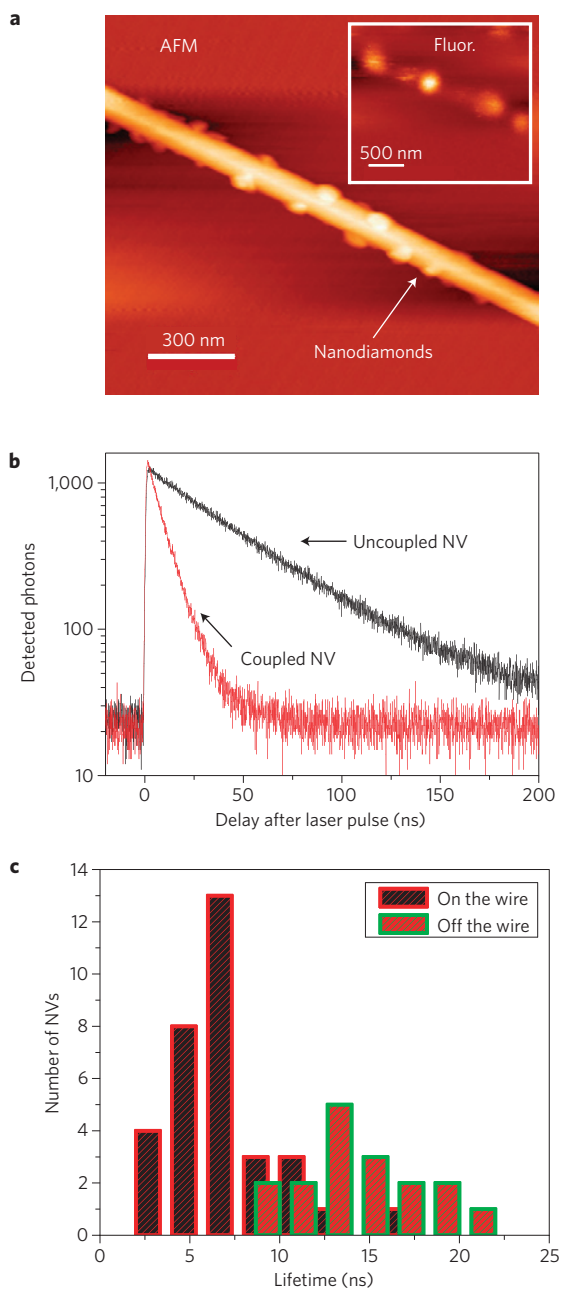 a
AFM
Fluor.
500 nm
300 nm
Nanodiamonds
b
1,000
100
10
Detected photons
Uncoupled NV
Coupled NV
0
50
100
150
200
Delay after laser pulse (ns)
c
14
12
10
8
6
4
2
0
Number of NVs
On the wire
Off the wire
0
5
10
15
20
25
Lifetime (ns)